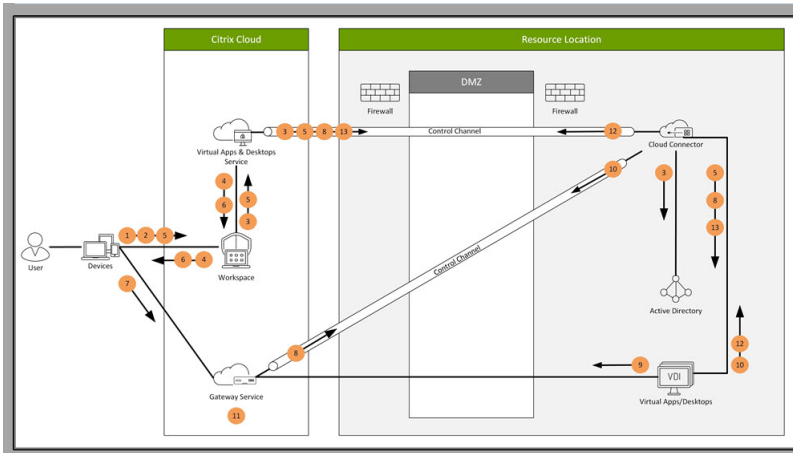 Citrix Cloud
Resource Location
DMZ
Firewall
Firewall
3 5 8 13
Control Channel
12
Virtual Apps & Desktops
Service
Cloud Connector
4
6
5
3
10
3
5
8
13
1 2 5
User
Devices
6 4
Workspace
Control Channel
7
Active Directory
8
12
10
9
VDI
Gateway Service
Virtual Apps/Desktops
11